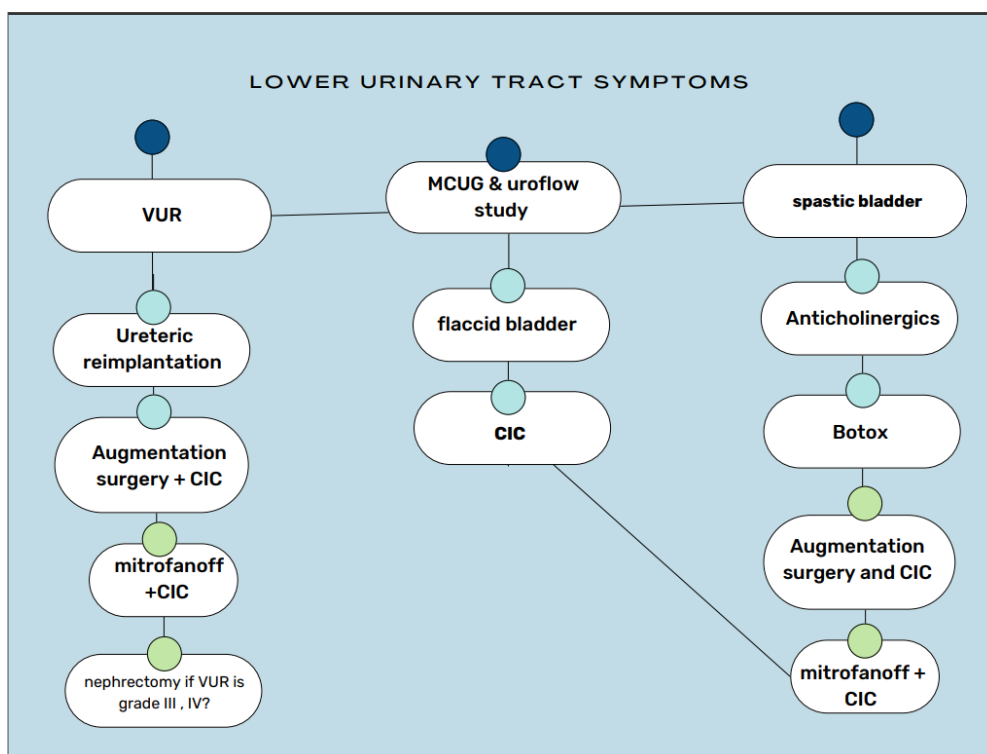 LOWER URINARY TRACT SYMPTOMS
VUR
Ureteric
reimplantation
Augmentation
surgery + CIC
mitrofanoff
+CIC
nephrectomy if VUR is
grade III , IV?
MCUG & uroflow
study
flaccid bladder
CIC
spastic bladder
Anticholinergics
Botox
Augmentation
surgery and CIC
mitrofanoff +
CIC